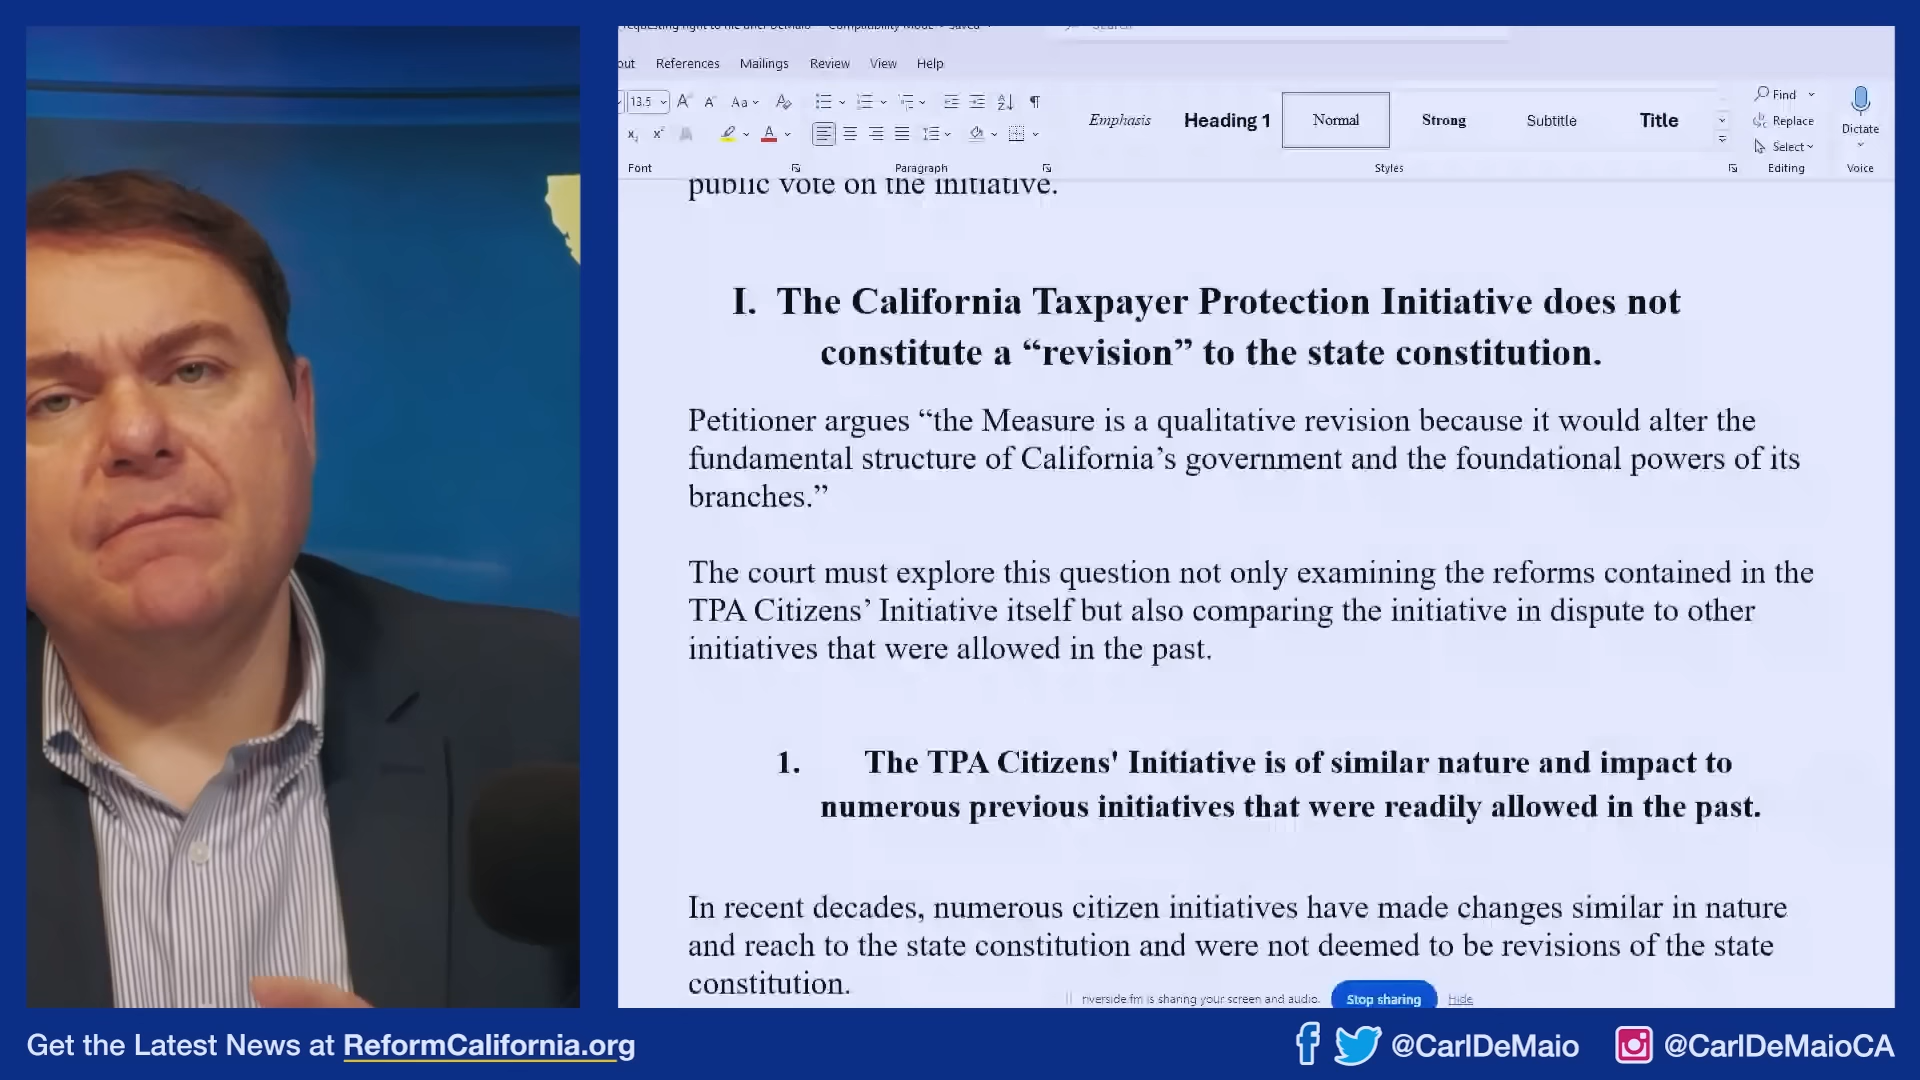 Compatibility Mode
Saved
Search
out References Mailings Review View Help
13.5
Aa
Emphasis Heading 1 Normal Strong Subtitle Title
Find
Replace
Select
Dictate
Font Paragraph Styles Editing Voice
public vote on the initiative.
I. The California Taxpayer Protection Initiative does not
constitute a “revision” to the state constitution.
Petitioner argues “the Measure is a qualitative revision because it would alter the
fundamental structure of California’s government and the foundational powers of its
branches.”
The court must explore this question not only examining the reforms contained in the
TPA Citizens’ Initiative itself but also comparing the initiative in dispute to other
initiatives that were allowed in the past.
1. The TPA Citizens' Initiative is of similar nature and impact to
numerous previous initiatives that were readily allowed in the past.
In recent decades, numerous citizen initiatives have made changes similar in nature
and reach to the state constitution and were not deemed to be revisions of the state
constitution.
riverside.fm is sharing your screen and audio. Stop sharing Hide
Get the Latest News at ReformCalifornia.org
@CarlDeMaio
@CarlDeMaioCA